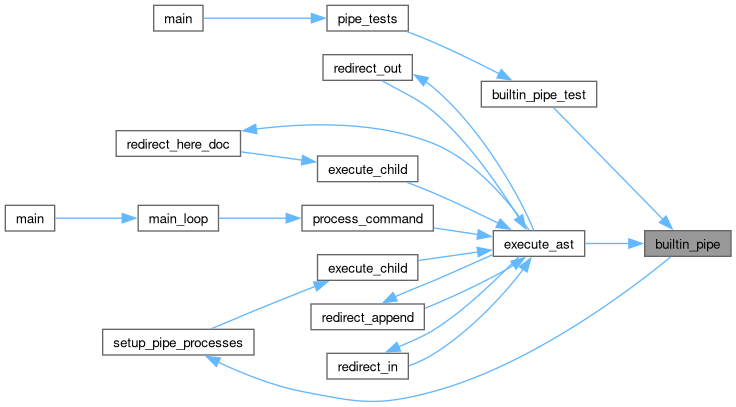 main
pipe_tests
redirect_out
builtin_pipe_test
redirect_here_doc
execute_child
main
main_loop
process_command
execute_ast
builtin_pipe
execute_child
redirect_append
setup_pipe_processes
redirect_in